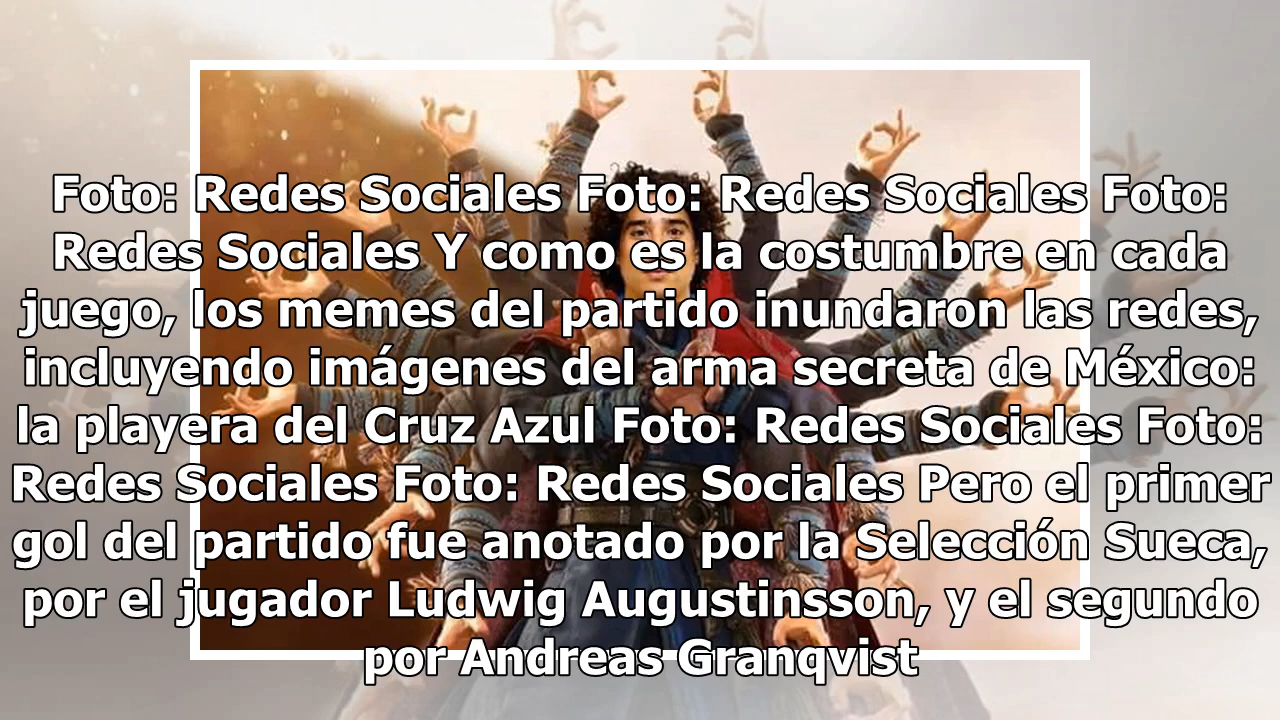 Foto: Redes Sociales Foto: Redes Sociales Foto:
Redes Sociales Y como es la costumbre en cada
juego, los memes del partido inundaron las redes,
incluyendo imágenes del arma secreta de México:
la playera del Cruz Azul Foto: Redes Sociales Foto:
Redes Sociales Foto: Redes Sociales Pero el primer
gol del partido fue anotado por la Selección Sueca,
por el jugador Ludwig Augustinsson, y el segundo
por Andreas Granqvist